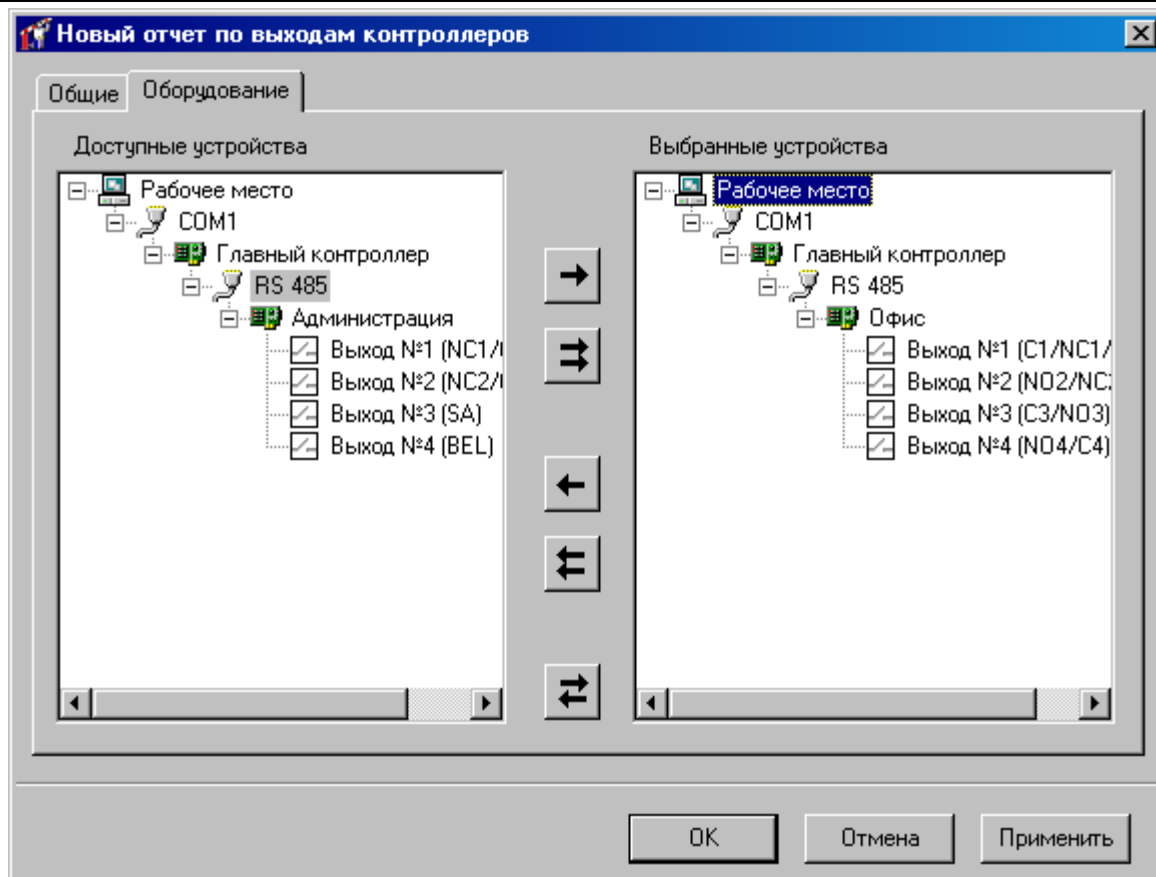 Новый отчет по выходам контроллеров
Общие
Оборудование
Доступные устройства
Рабочее место
COM1
Главный контроллер
RS 485
Администрация
Выход №1 (NC1/
Выход №2 (NC2/
Выход №3 (SA)
Выход №4 (BEL)
Выбранные устройства
Рабочее место
COM1
Главный контроллер
RS 485
Офис
Выход №1 (C1/NC1/
Выход №2 (NO2/NC
Выход №3 (C3/NO3)
Выход №4 (NO4/C4)
OK
Отмена
Применить